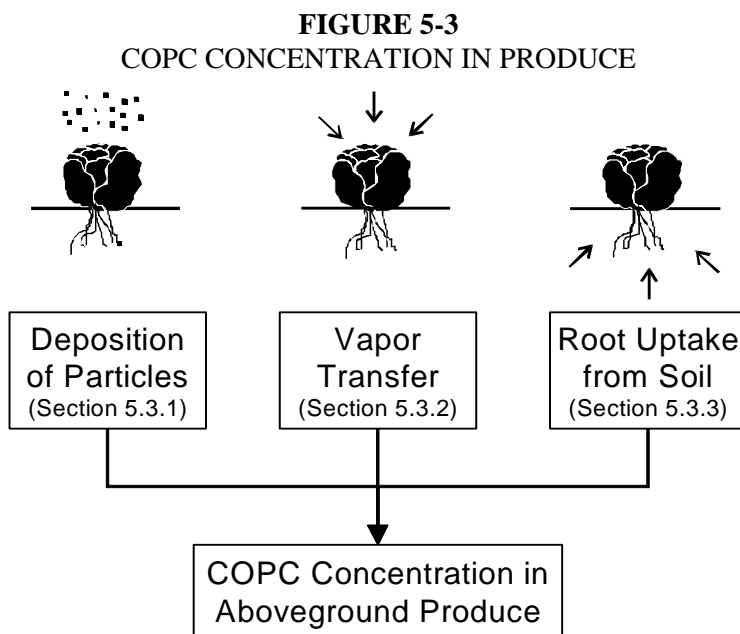 FIGURE 5-3
COPC CONCENTRATION IN PRODUCE
Deposition
of Particles
(Section 5.3.1)
Vapor
Transfer
(Section 5.3.2)
Root Uptake
from Soil
(Section 5.3.3)
COPC Concentration in
Aboveground Produce